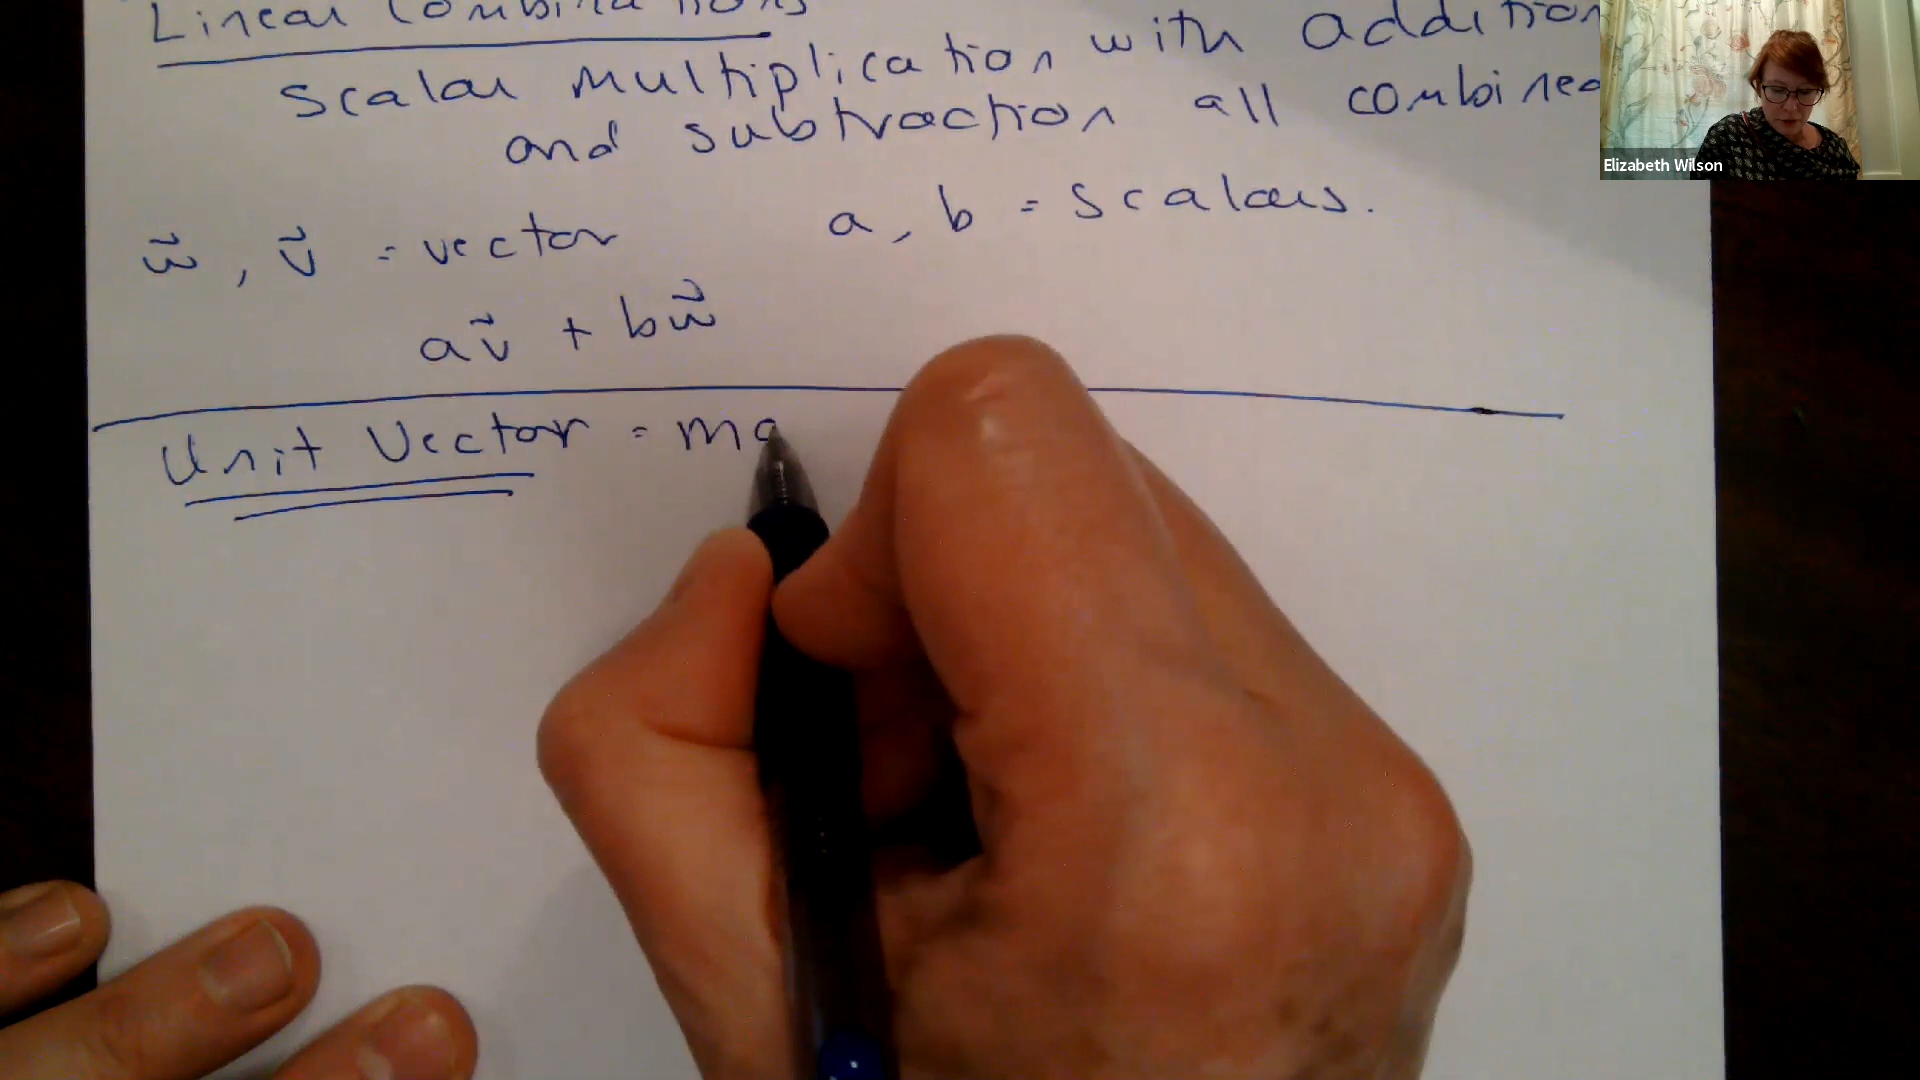 Linear Combinations
Scalar Multiplication with addition
and subtraction all combined
w⃗, v⃗ = vector a, b = scalars.
av⃗ + bw⃗
Unit Vector = ma
Elizabeth Wilson